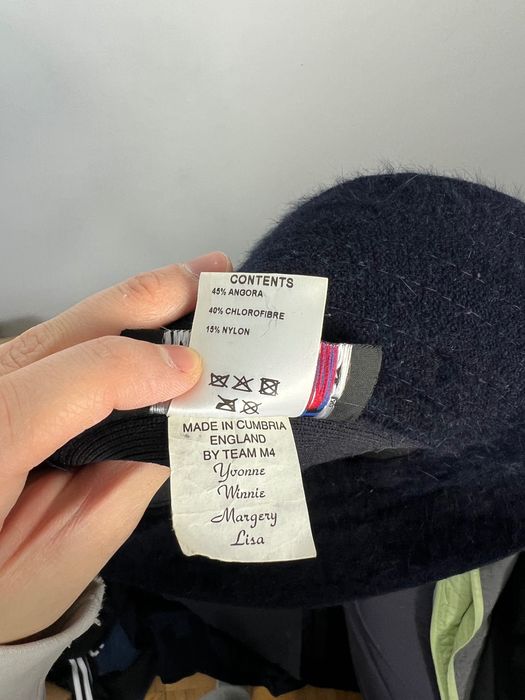 CONTENTS
45% ANGORA
40% CHLOROFIBRE
15% NYLON
MADE IN CUMBRIA
ENGLAND
BY TEAM M4
Yvonne
Winnie
Margery
Lisa